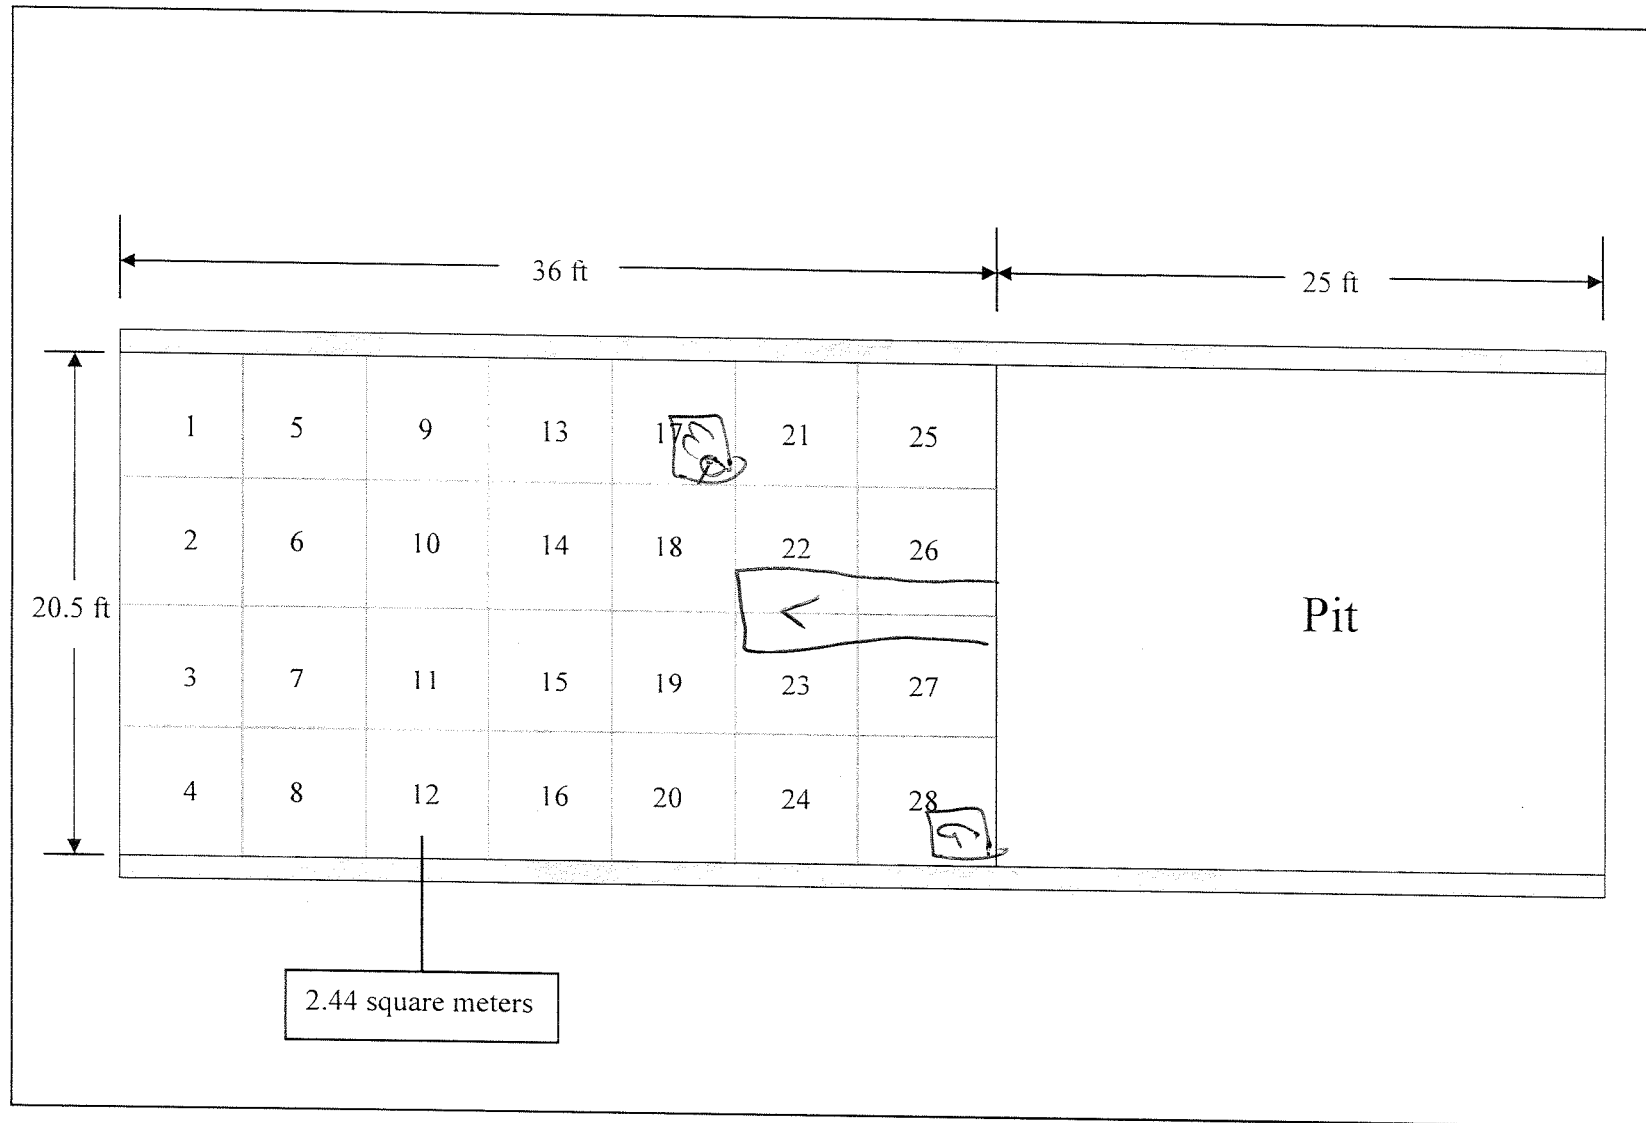 36 ft
25 ft
1 5 9 13 17 21 25
2 6 10 14 18 22 26
20.5 ft
Pit
3 7 11 15 19 23 27
4 8 12 16 20 24 28
2.44 square meters